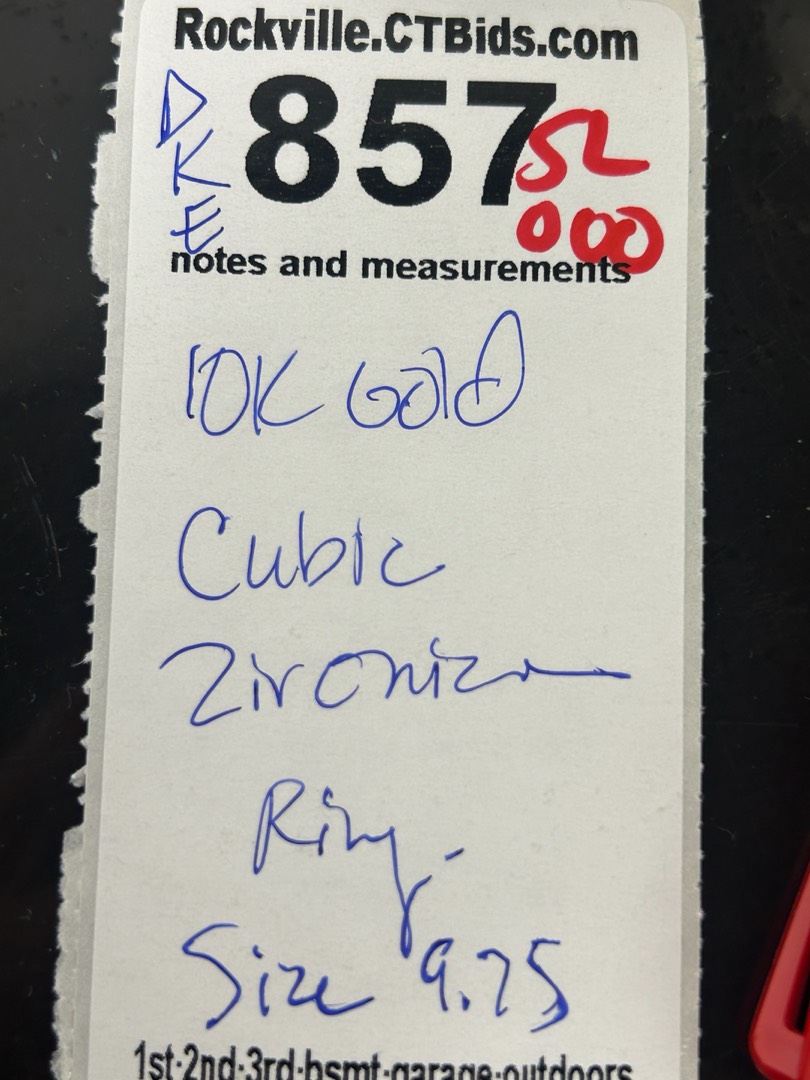 Rockville.CTBids.com
DKE
857
SL
000
notes and measurements
10K Gold
Cubic
Zirconia
Ring
Size 9.75
1st-2nd-3rd-bsmt-garage-outdoors